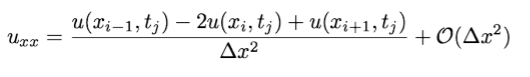 u_{xx} = \frac{u(x_{i-1}, t_j) - 2u(x_i, t_j) + u(x_{i+1}, t_j)}{\Delta x^2} + \mathcal{O}(\Delta x^2)